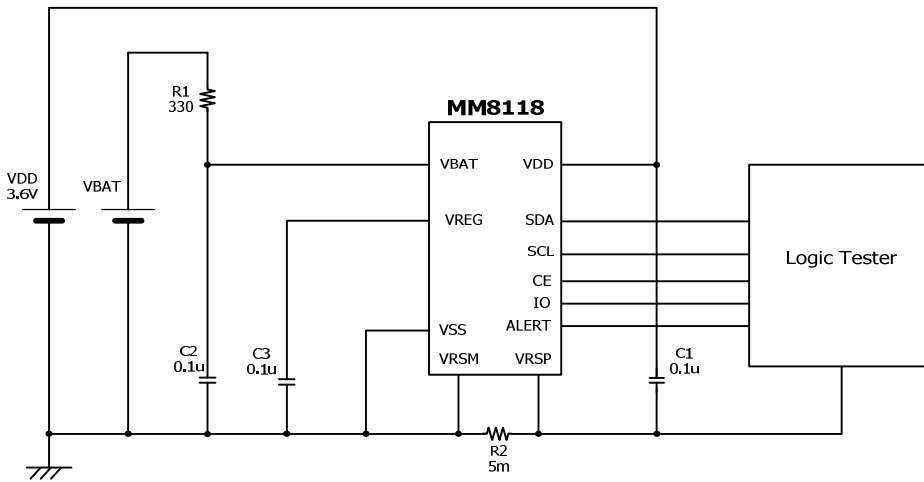 R1
330
MM8118
VDD
3.6V
VBAT
VBAT
VDD
VREG
SDA
SCL
CE
IO
ALERT
VSS
VRSM
VRSP
Logic Tester
C2
0.1u
C3
0.1u
C1
0.1u
R2
5m